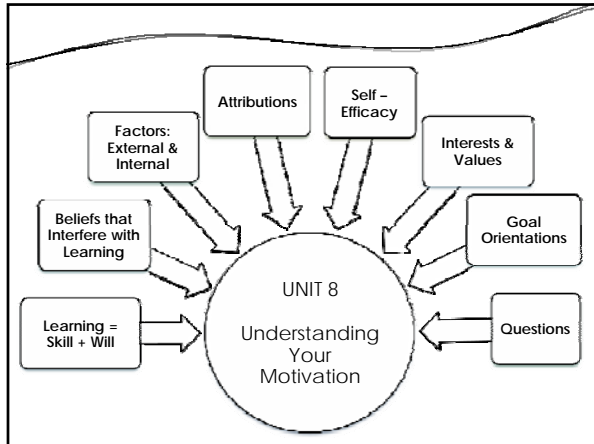 Learning =
Skill + Will
Beliefs that
Interfere with
Learning
Factors:
External &
Internal
Attributions
Self –
Efficacy
Interests &
Values
Goal
Orientations
Questions
UNIT 8
Understanding
Your
Motivation